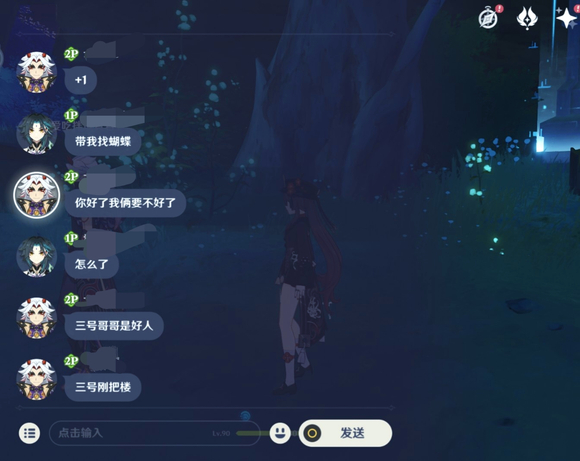 2P
+1
1P
带我找蝴蝶
2P
你好了我俩要不好了
1P
怎么了
2P
三号哥哥是好人
2P
三号刚把楼
点击输入
Lv.90
发送